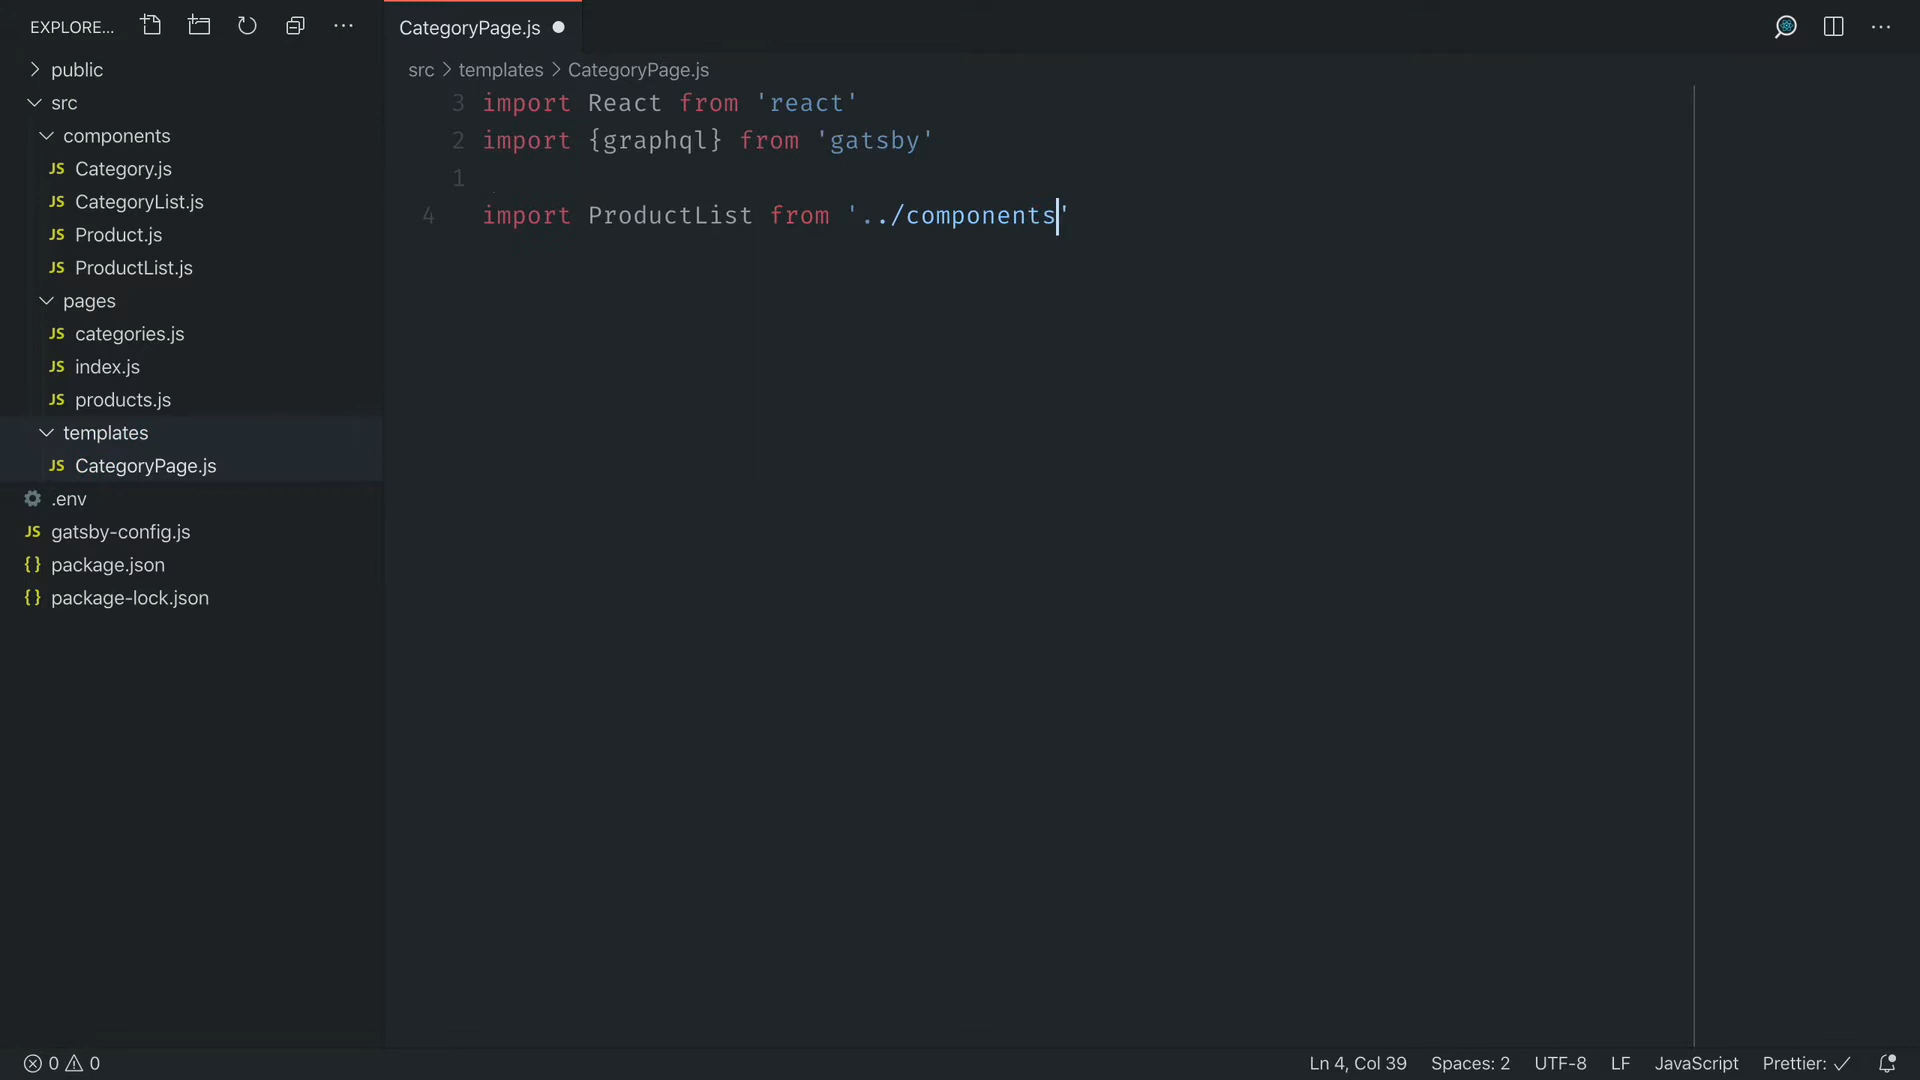 EXPLORE...
public
src
components
JS Category.js
JS CategoryList.js
JS Product.js
JS ProductList.js
pages
JS categories.js
JS index.js
JS products.js
templates
JS CategoryPage.js
.env
JS gatsby-config.js
{} package.json
{} package-lock.json
CategoryPage.js
src > templates > CategoryPage.js
3 import React from 'react'
2 import {graphql} from 'gatsby'
1
4 import ProductList from '../components'
0 0
Ln 4, Col 39 Spaces: 2 UTF-8 LF JavaScript Prettier: ✓